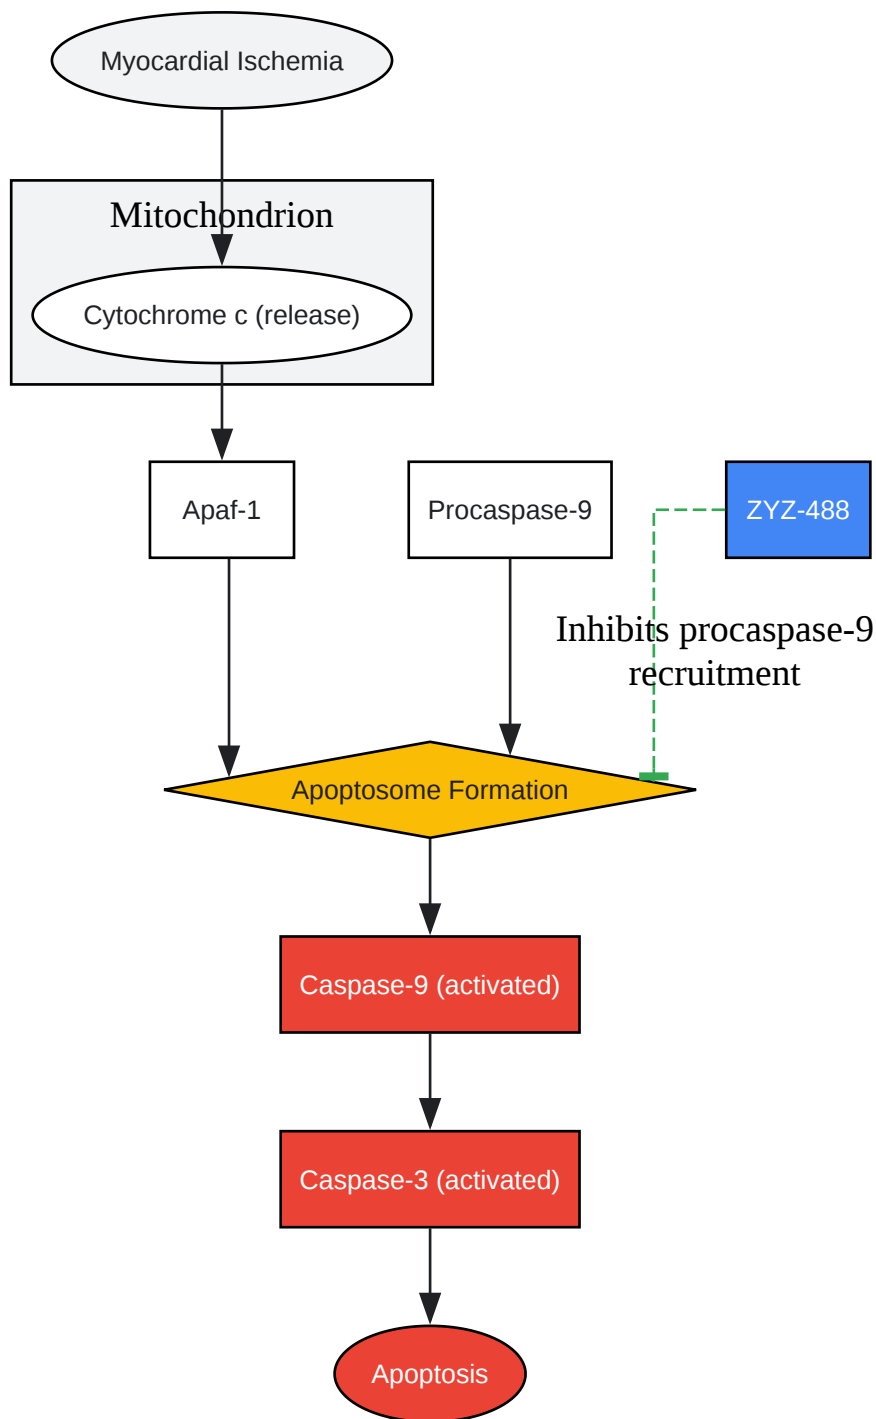 Myocardial Ischemia
Mitochondrion
Cytochrome c (release)
Apaf-1
Procaspase-9
ZYZ-488
Inhibits procaspase-9
recruitment
Apoptosome Formation
Caspase-9 (activated)
Caspase-3 (activated)
Apoptosis